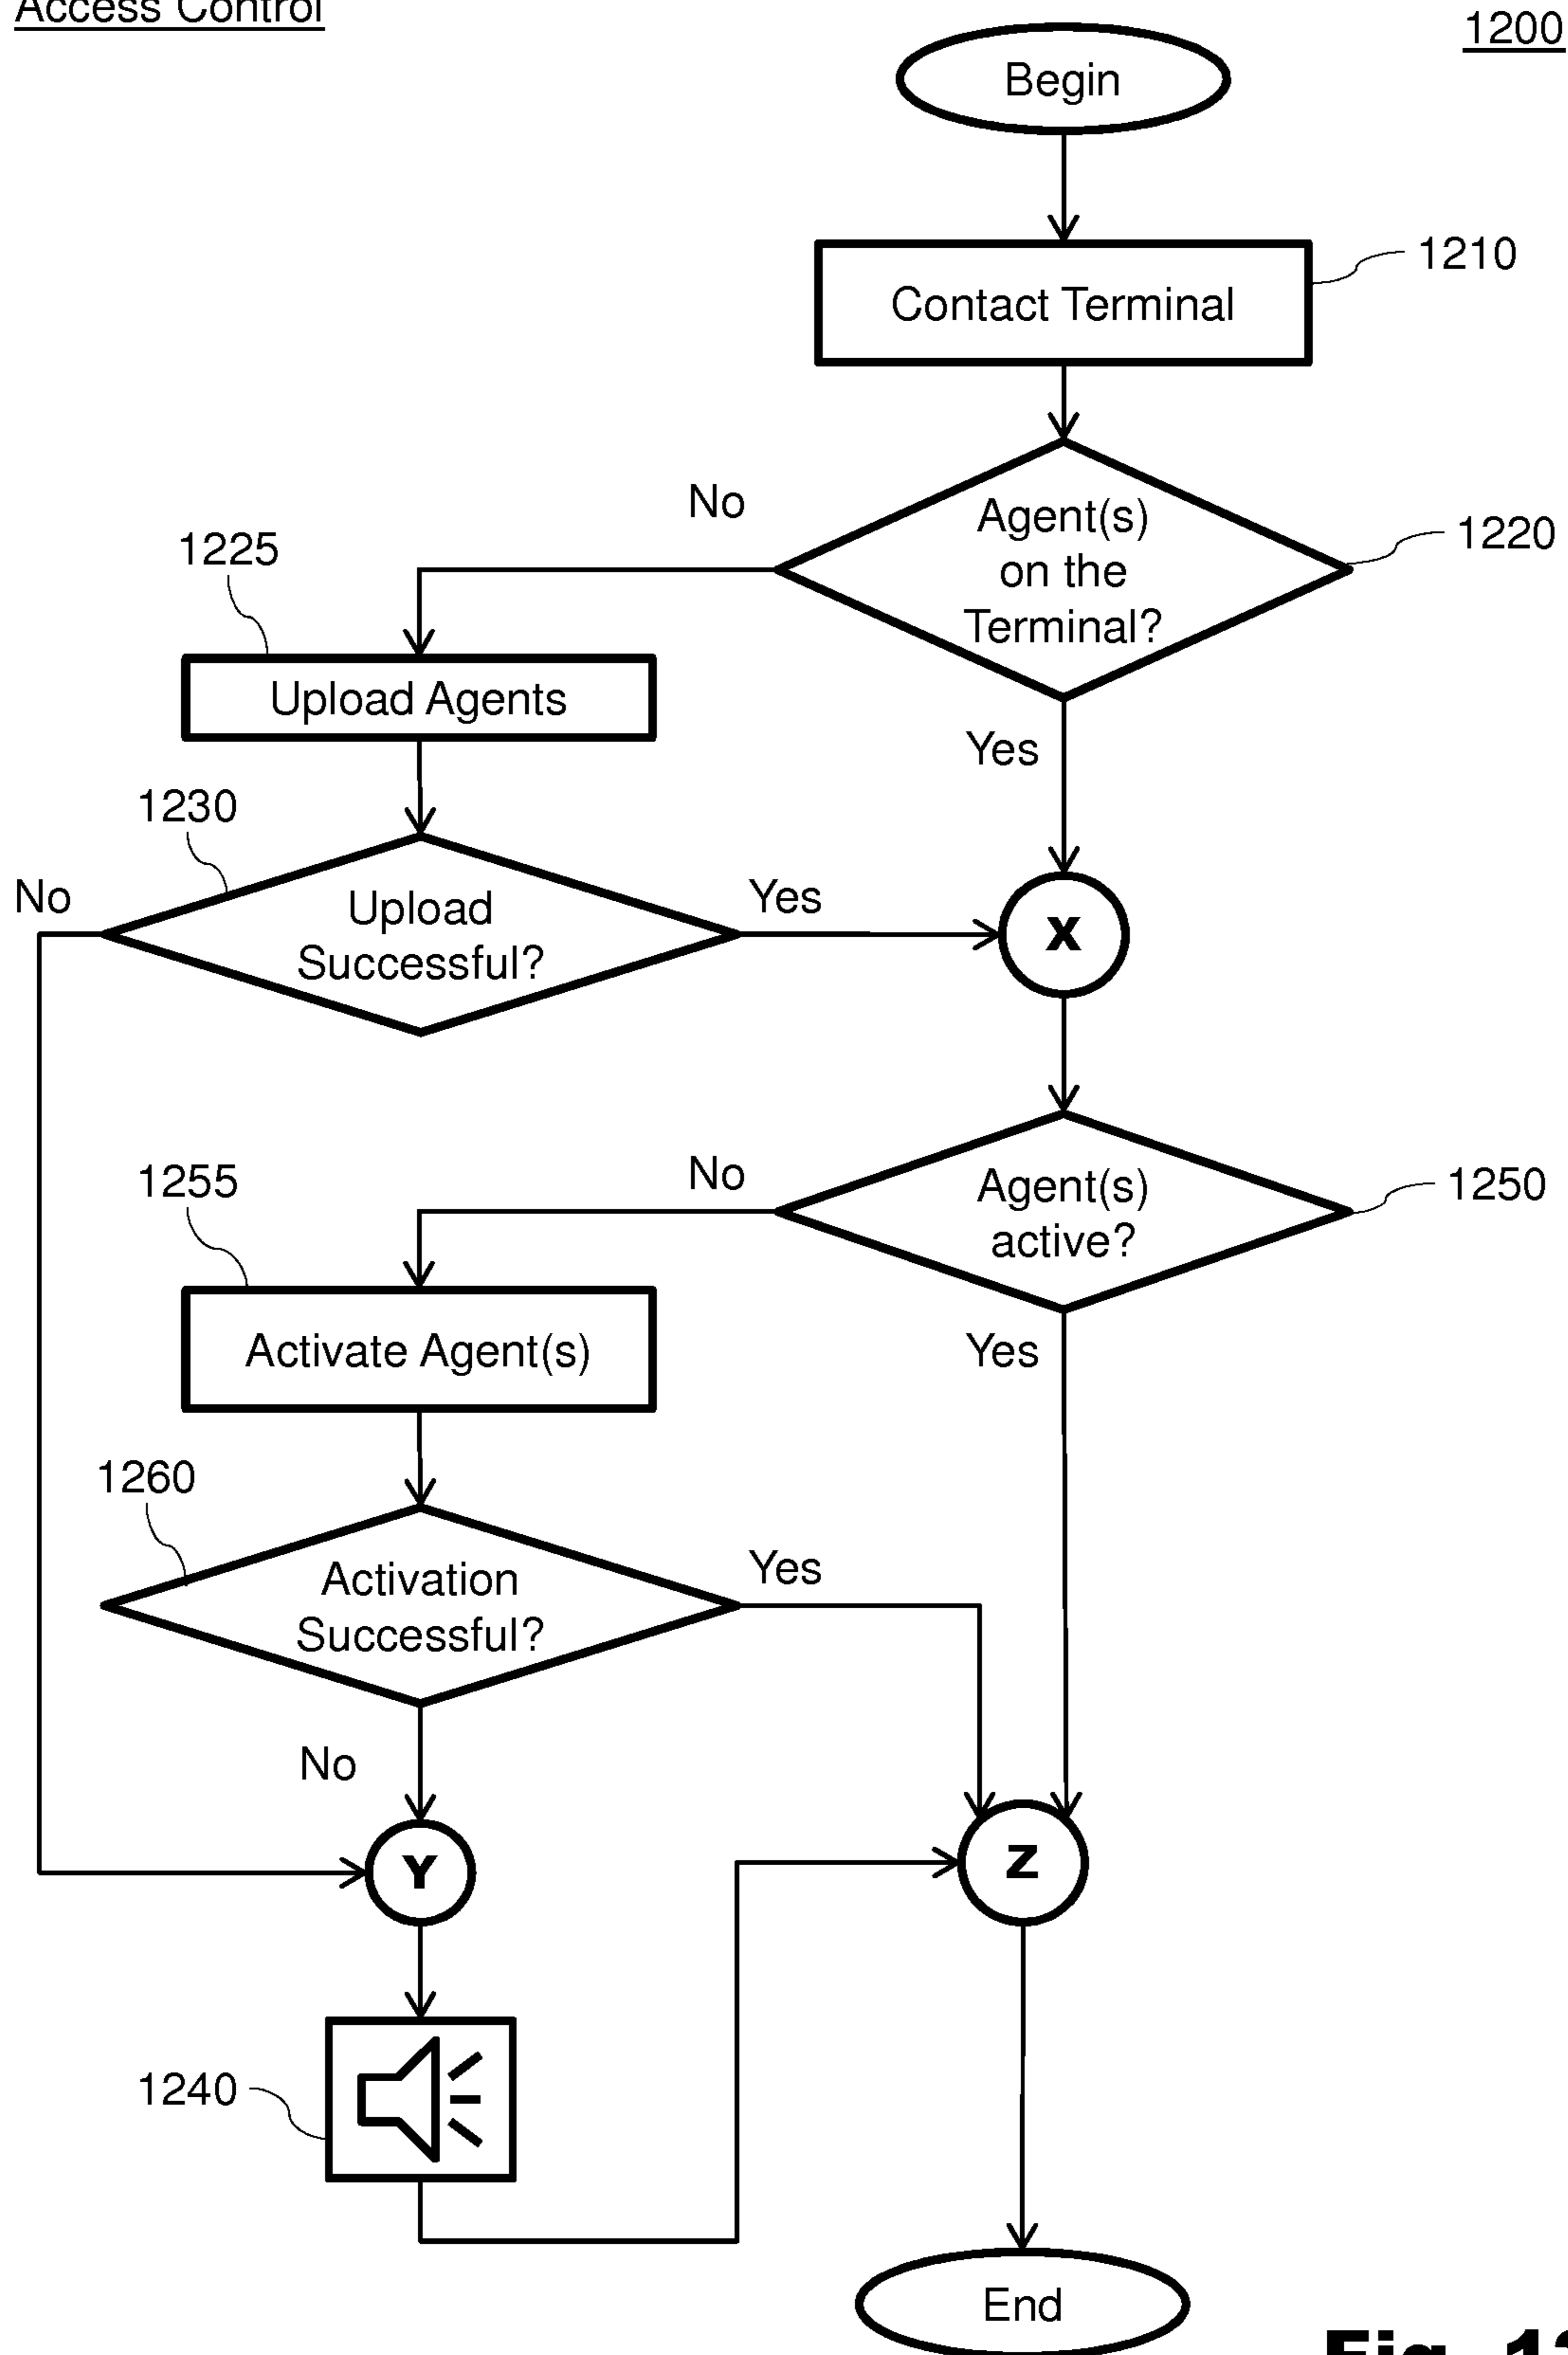 Access Control
1200
Begin
1210
Contact Terminal
No
Agent(s)
on the
Terminal?
1220
1225
Upload Agents
Yes
1230
No
Upload
Successful?
Yes
X
1255
No
Agent(s)
active?
1250
Activate Agent(s)
Yes
1260
Activation
Successful?
Yes
No
Y
Z
1240
End
Fig.